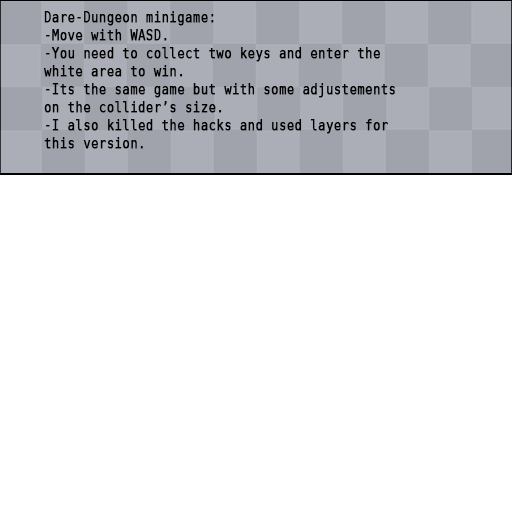 Dare-Dungeon minigame:
-Move with WASD.
-You need to collect two keys and enter the
white area to win.
-Its the same game but with some adjustements
on the collider's size.
-I also killed the hacks and used layers for
this version.